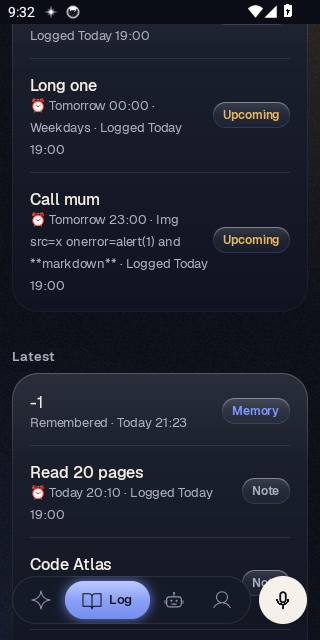 9:32
Logged Today 19:00
Long one
⏰ Tomorrow 00:00 ·
Weekdays · Logged Today
19:00
Upcoming
Call mum
⏰ Tomorrow 23:00 · Img
src=x onerror=alert(1) and
**markdown** · Logged Today
19:00
Upcoming
Latest
-1
Remembered · Today 21:23
Memory
Read 20 pages
⏰ Today 20:10 · Logged Today
19:00
Note
Code Atlas
Log